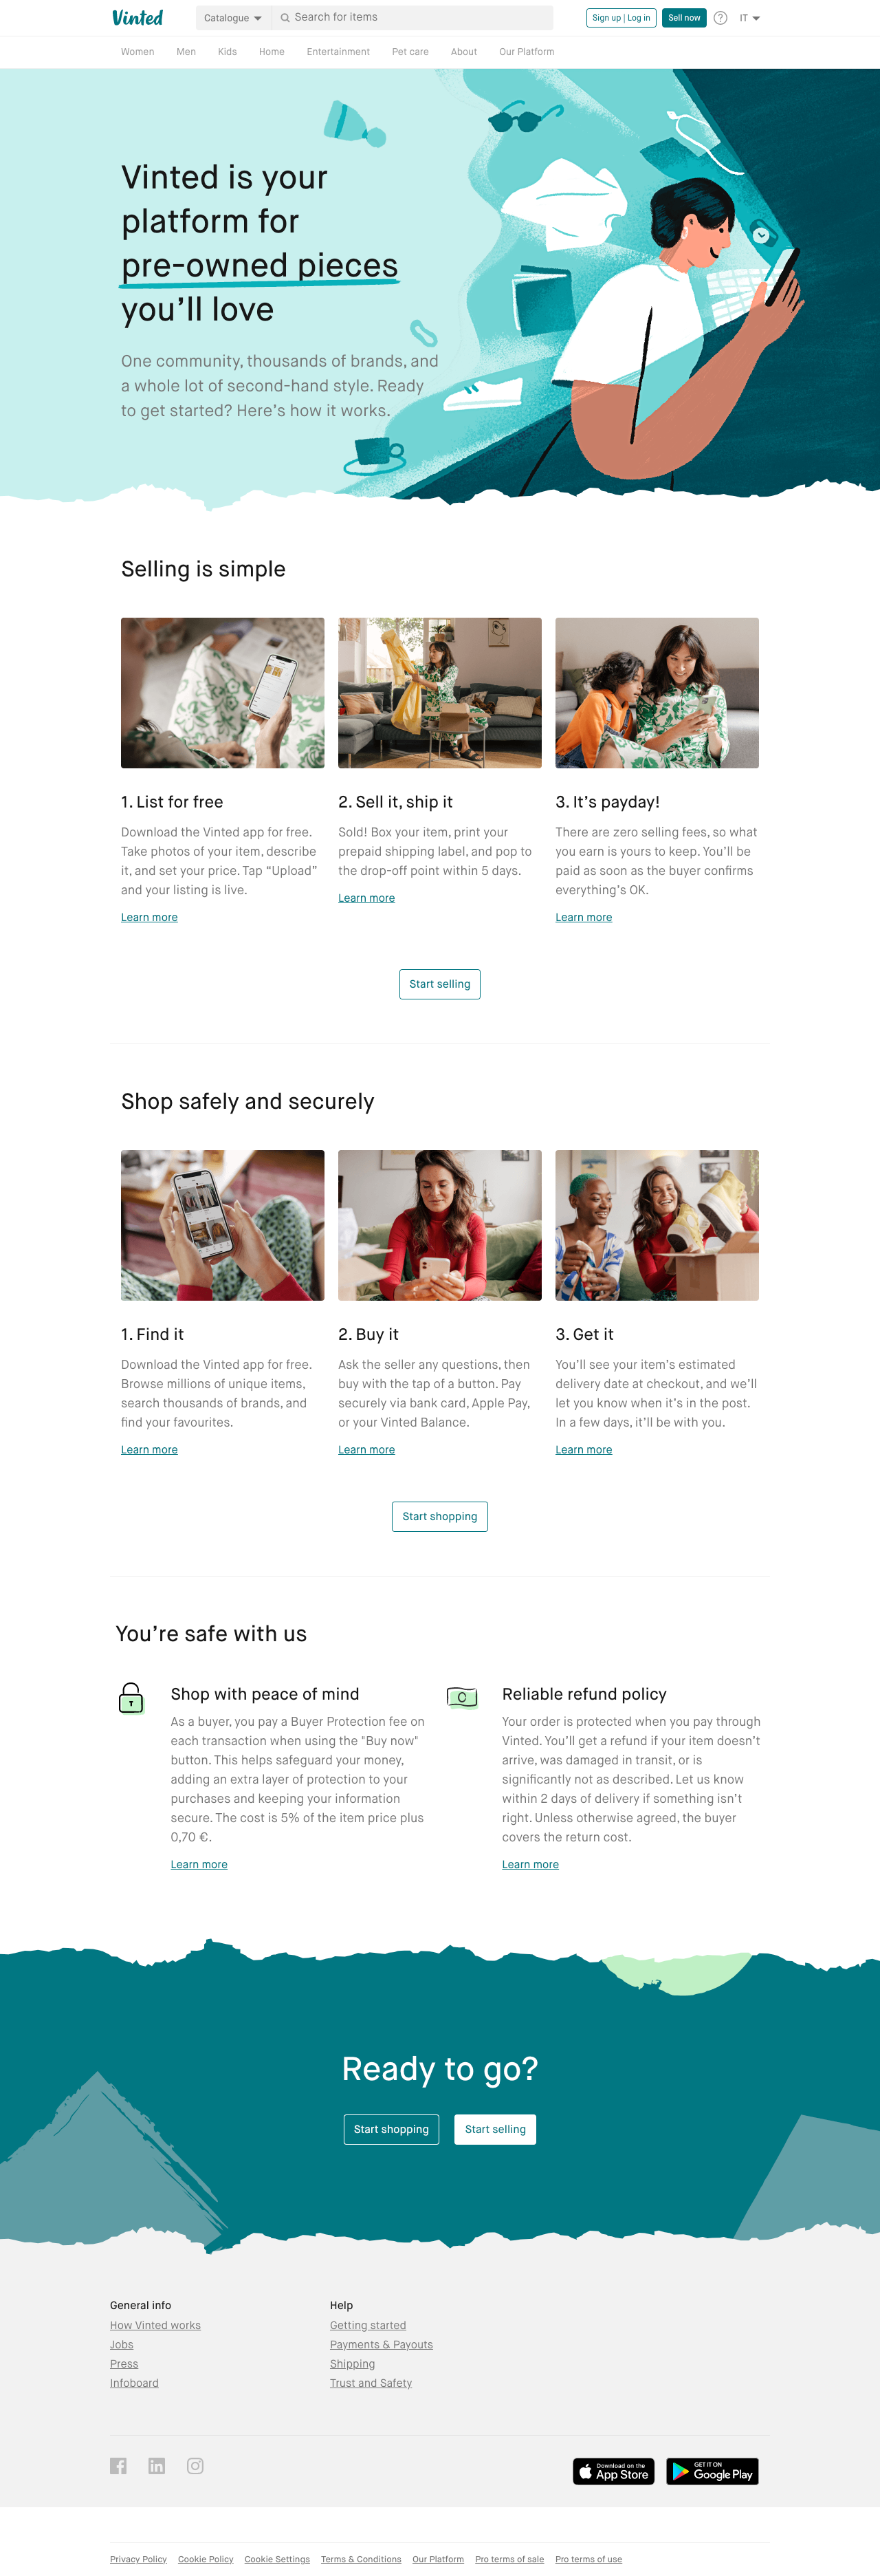 Vinted
Catalogue
Search for items
Sign up | Log in
Sell now
?
IT
Women
Men
Kids
Home
Entertainment
Pet care
About
Our Platform
Vinted is your
platform for
pre-owned pieces
you’ll love
One community, thousands of brands, and
a whole lot of second-hand style. Ready
to get started? Here’s how it works.
Selling is simple
1. List for free
Download the Vinted app for free.
Take photos of your item, describe
it, and set your price. Tap “Upload”
and your listing is live.
Learn more
2. Sell it, ship it
Sold! Box your item, print your
prepaid shipping label, and pop to
the drop-off point within 5 days.
Learn more
3. It’s payday!
There are zero selling fees, so what
you earn is yours to keep. You’ll be
paid as soon as the buyer confirms
everything’s OK.
Learn more
Start selling
Shop safely and securely
1. Find it
Download the Vinted app for free.
Browse millions of unique items,
search thousands of brands, and
find your favourites.
Learn more
2. Buy it
Ask the seller any questions, then
buy with the tap of a button. Pay
securely via bank card, Apple Pay,
or your Vinted Balance.
Learn more
3. Get it
You’ll see your item’s estimated
delivery date at checkout, and we’ll
let you know when it’s in the post.
In a few days, it’ll be with you.
Learn more
Start shopping
You’re safe with us
Shop with peace of mind
As a buyer, you pay a Buyer Protection fee on
each transaction when using the "Buy now"
button. This helps safeguard your money,
adding an extra layer of protection to your
purchases and keeping your information
secure. The cost is 5% of the item price plus
0,70 €.
Learn more
Reliable refund policy
Your order is protected when you pay through
Vinted. You’ll get a refund if your item doesn’t
arrive, was damaged in transit, or is
significantly not as described. Let us know
within 2 days of delivery if something isn’t
right. Unless otherwise agreed, the buyer
covers the return cost.
Learn more
Ready to go?
Start shopping
Start selling
General info
How Vinted works
Jobs
Press
Infoboard
Help
Getting started
Payments & Payouts
Shipping
Trust and Safety
Download on the
App Store
GET IT ON
Google Play
Privacy Policy
Cookie Policy
Cookie Settings
Terms & Conditions
Our Platform
Pro terms of sale
Pro terms of use